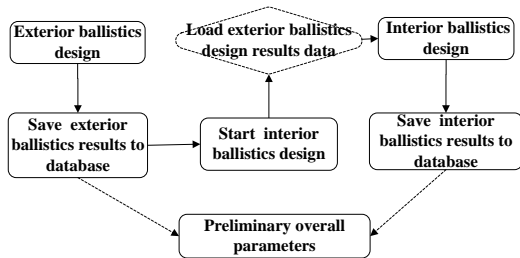 Exterior ballistics
design
Load exterior ballistics
design results data
Interior ballistics
design
Save exterior
ballistics results to
database
Start interior
ballistics design
Save interior
ballistics results to
database
Preliminary overall
parameters